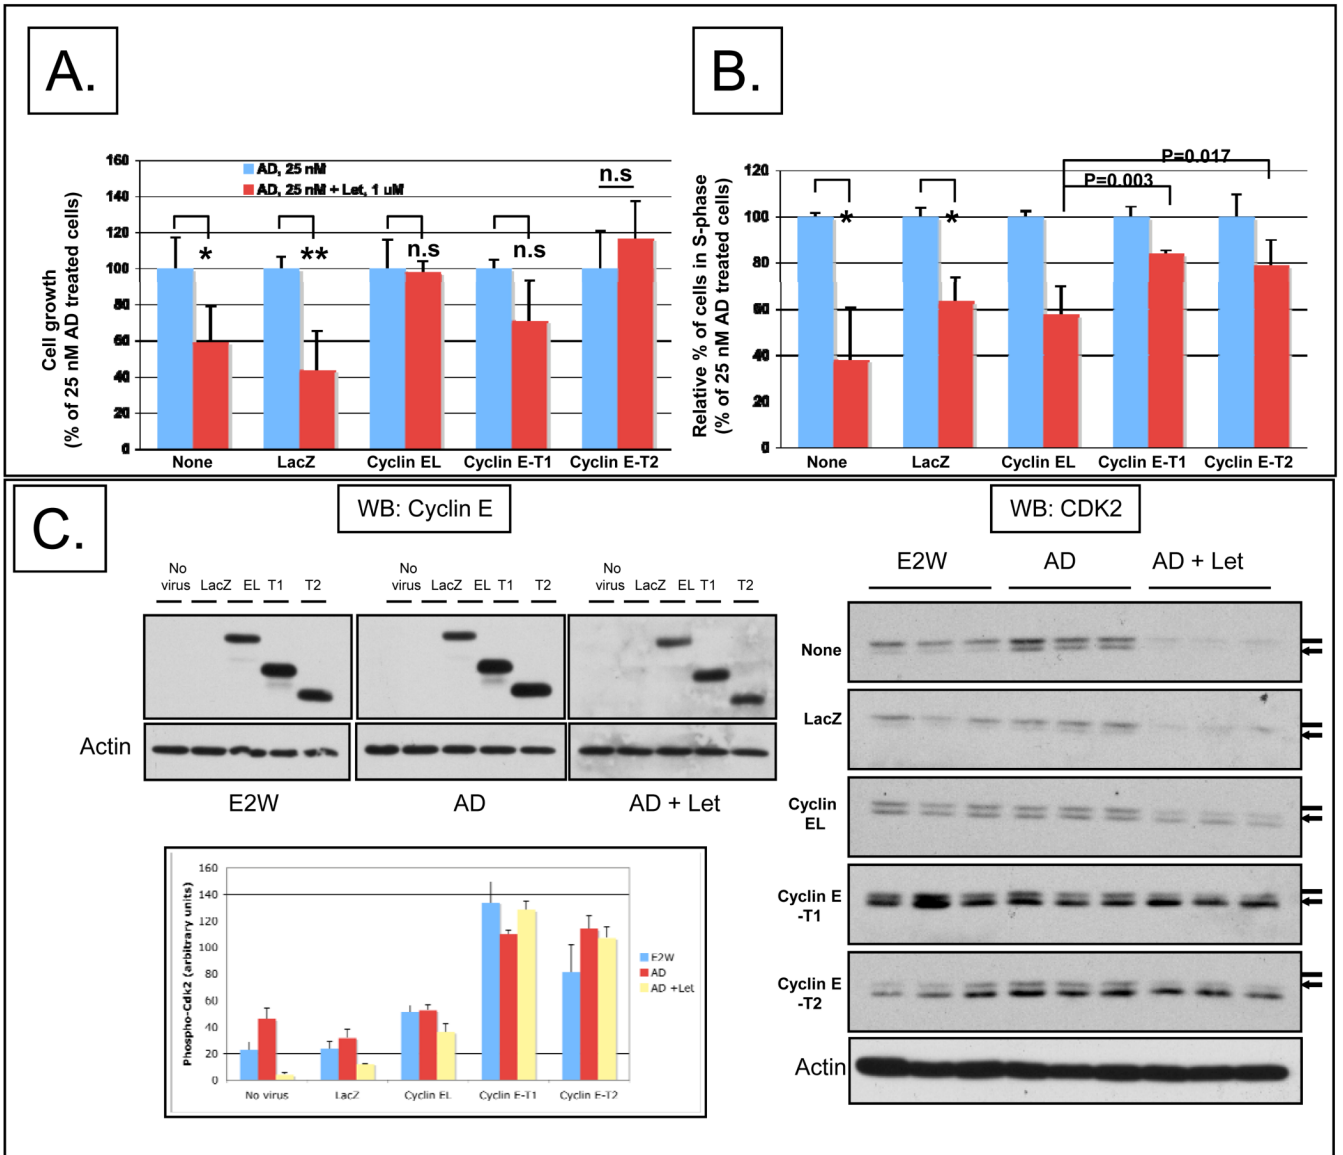 A.
B.
160
140
120
100
80
60
40
20
0
Cell growth
(% of 25 nM AD treated cells)
AD, 25 nM
AD, 25 nM + Let, 1 uM
*
**
n.s
n.s
n.s
None LacZ Cyclin EL Cyclin E-T1 Cyclin E-T2
120
100
80
60
40
20
0
Relative % of cells in S-phase
(% of 25 nM AD treated cells)
P=0.017
P=0.003
*
*
None LacZ Cyclin EL Cyclin E-T1 Cyclin E-T2
C.
WB: Cyclin E
No
virus LacZ EL T1 T2
No
virus LacZ EL T1 T2
No
virus LacZ EL T1 T2
Actin
E2W AD AD + Let
160
140
120
100
80
60
40
20
0
Phospho-Cdk2 (arbitrary units)
E2W
AD
AD +Let
No virus LacZ Cyclin EL Cyclin E-T1 Cyclin E-T2
WB: CDK2
E2W AD AD + Let
None
LacZ
Cyclin
EL
Cyclin E
-T1
Cyclin E
-T2
Actin